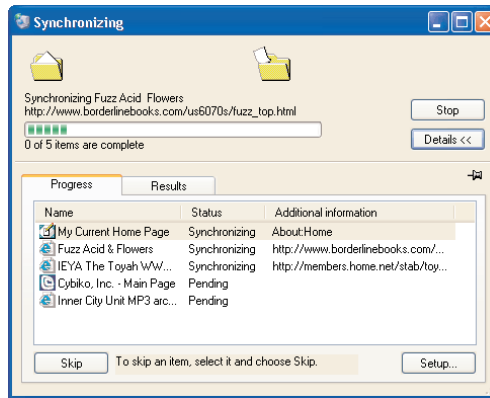 Synchronizing
Synchronizing Fuzz Acid Flowers
http://www.borderlinebooks.com/us6070s/fuzz_top.html
Stop
0 of 5 items are complete
Details <<
Progress Results
Name Status Additional information
My Current Home Page Synchronizing About:Home
Fuzz Acid & Flowers Synchronizing http://www.borderlinebooks.com/...
IEYA The Toyah WW... Synchronizing http://members.home.net/stab/toy...
Cybiko, Inc. - Main Page Pending
Inner City Unit MP3 arc... Pending
Skip To skip an item, select it and choose Skip. Setup...